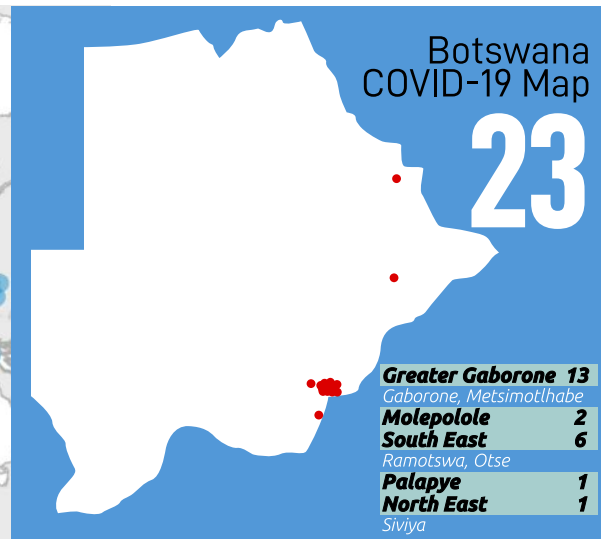 Botswana
COVID-19 Map
23
Greater Gaborone 13
Gaborone, Metsimotlhabe
Molepolole 2
South East 6
Ramotswa, Otse
Palapye 1
North East 1
Siviya